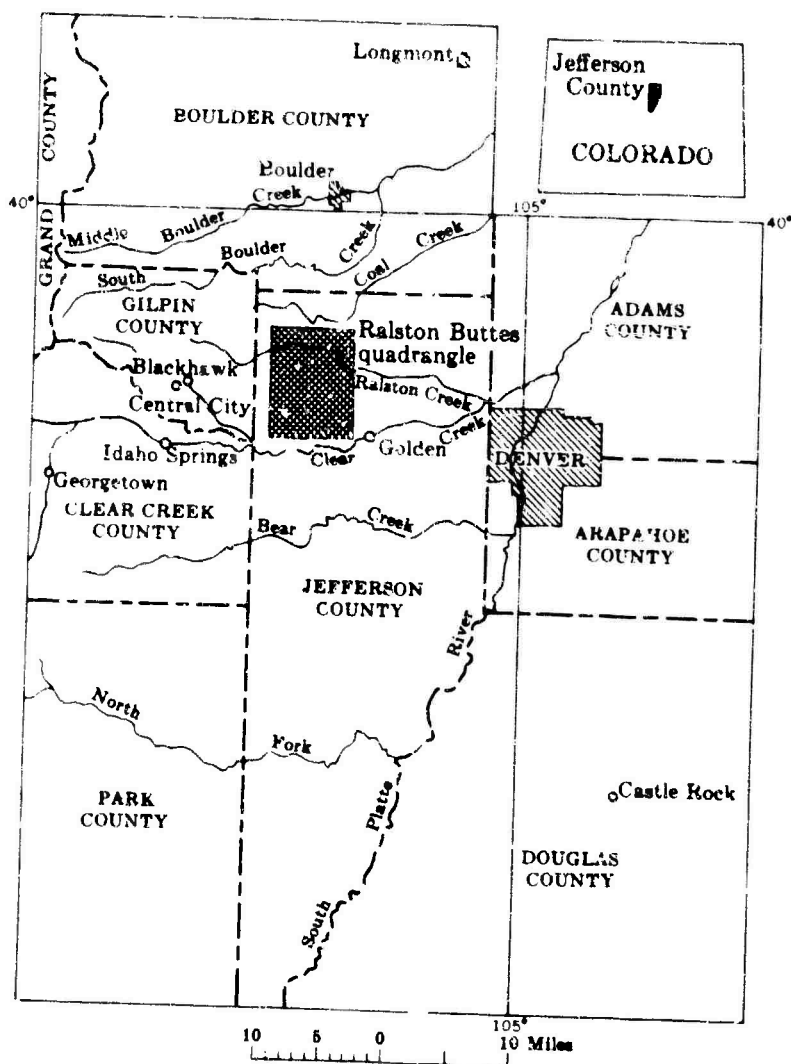 Longmont
Jefferson
County
COLORADO
GRAND COUNTY
BOULDER COUNTY
Boulder
40°
105°
40°
Middle Boulder Creek
South Boulder Creek
Coal Creek
GILPIN
COUNTY
ADAMS
COUNTY
Ralston Buttes
quadrangle
Blackhawk
Central City
Ralston Creek
Idaho Springs
Clear Creek
Golden
DENVER
Georgetown
CLEAR CREEK
COUNTY
Bear Creek
ARAPAHOE
COUNTY
JEFFERSON
COUNTY
North Fork
South Platte River
PARK
COUNTY
Castle Rock
DOUGLAS
COUNTY
105°
10 5 0 10 Miles